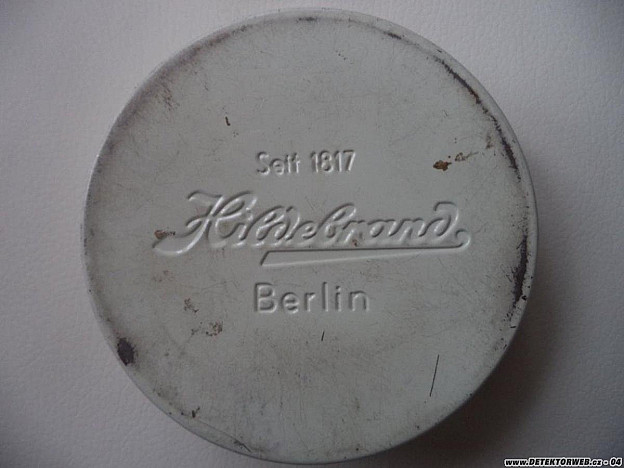 Seit 1817
Hildebrand
Berlin
www.DETEKTORWEB.cz - 04